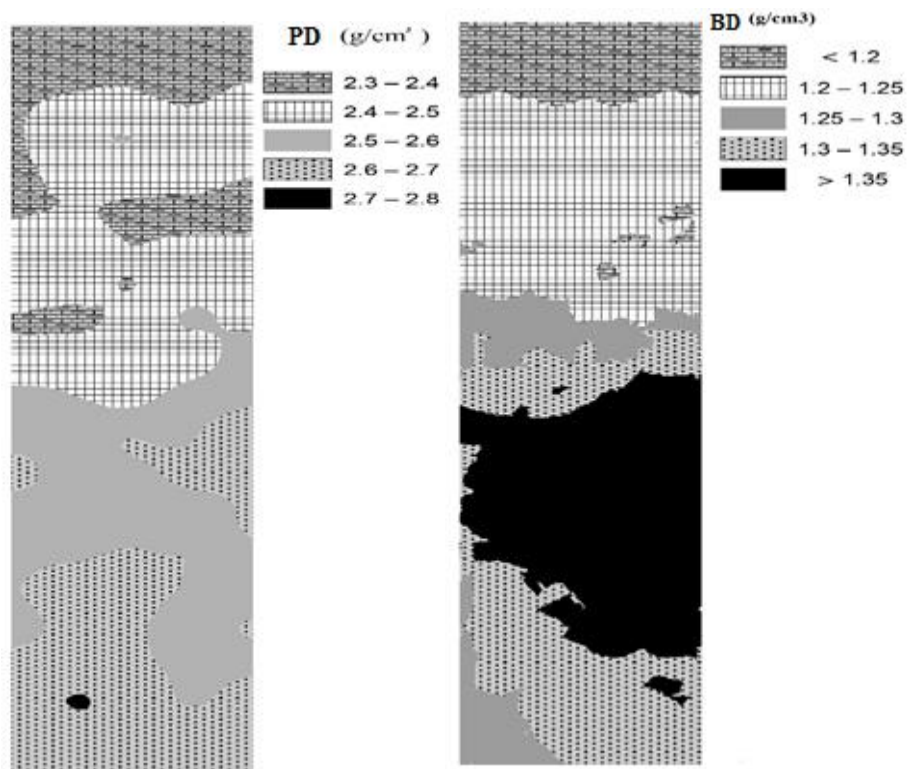 PD (g/cm³)
2.3 – 2.4
2.4 – 2.5
2.5 – 2.6
2.6 – 2.7
2.7 – 2.8
BD (g/cm3)
< 1.2
1.2 – 1.25
1.25 – 1.3
1.3 – 1.35
> 1.35